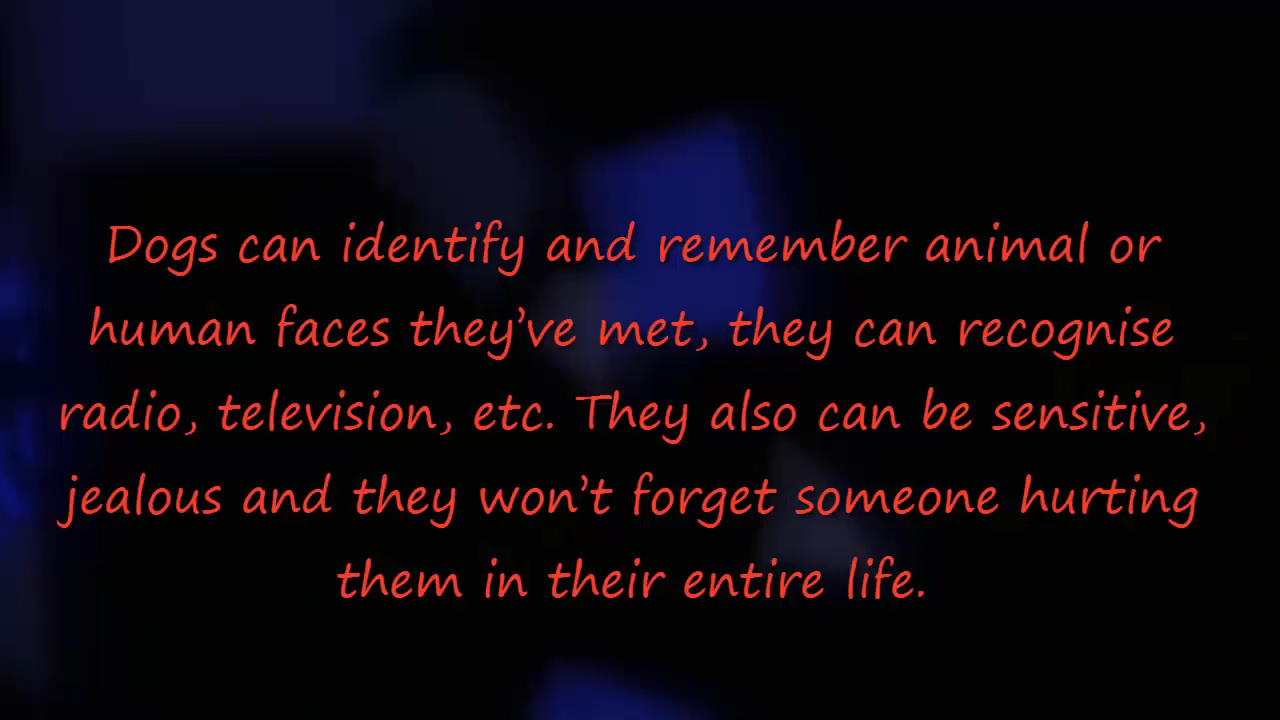 Dogs can identify and remember animal or
human faces they’ve met, they can recognise
radio, television, etc. They also can be sensitive,
jealous and they won’t forget someone hurting
them in their entire life.